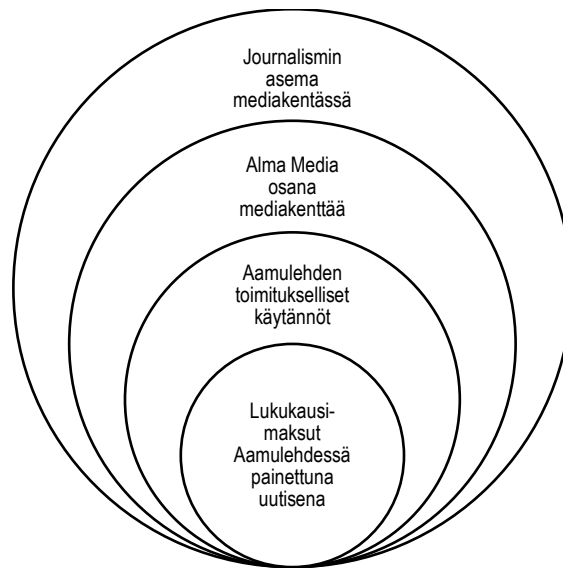 Journalismin
asema
mediakentässä
Alma Media
osana
mediakenttää
Aamulehden
toimitukselliset
käytännöt
Lukukausi-
maksut
Aamulehdessä
painettuna
uutisena